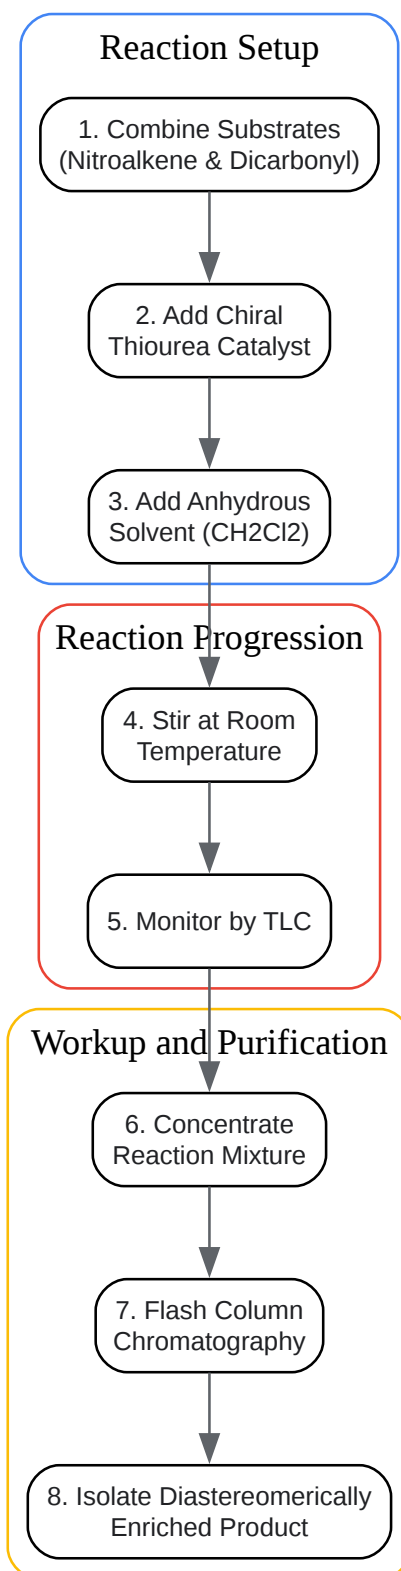 Reaction Setup
1. Combine Substrates
(Nitroalkene & Dicarbonyl)
2. Add Chiral
Thiourea Catalyst
3. Add Anhydrous
Solvent (CH2Cl2)
Reaction Progression
4. Stir at Room
Temperature
5. Monitor by TLC
Workup and Purification
6. Concentrate
Reaction Mixture
7. Flash Column
Chromatography
8. Isolate Diastereomerically
Enriched Product